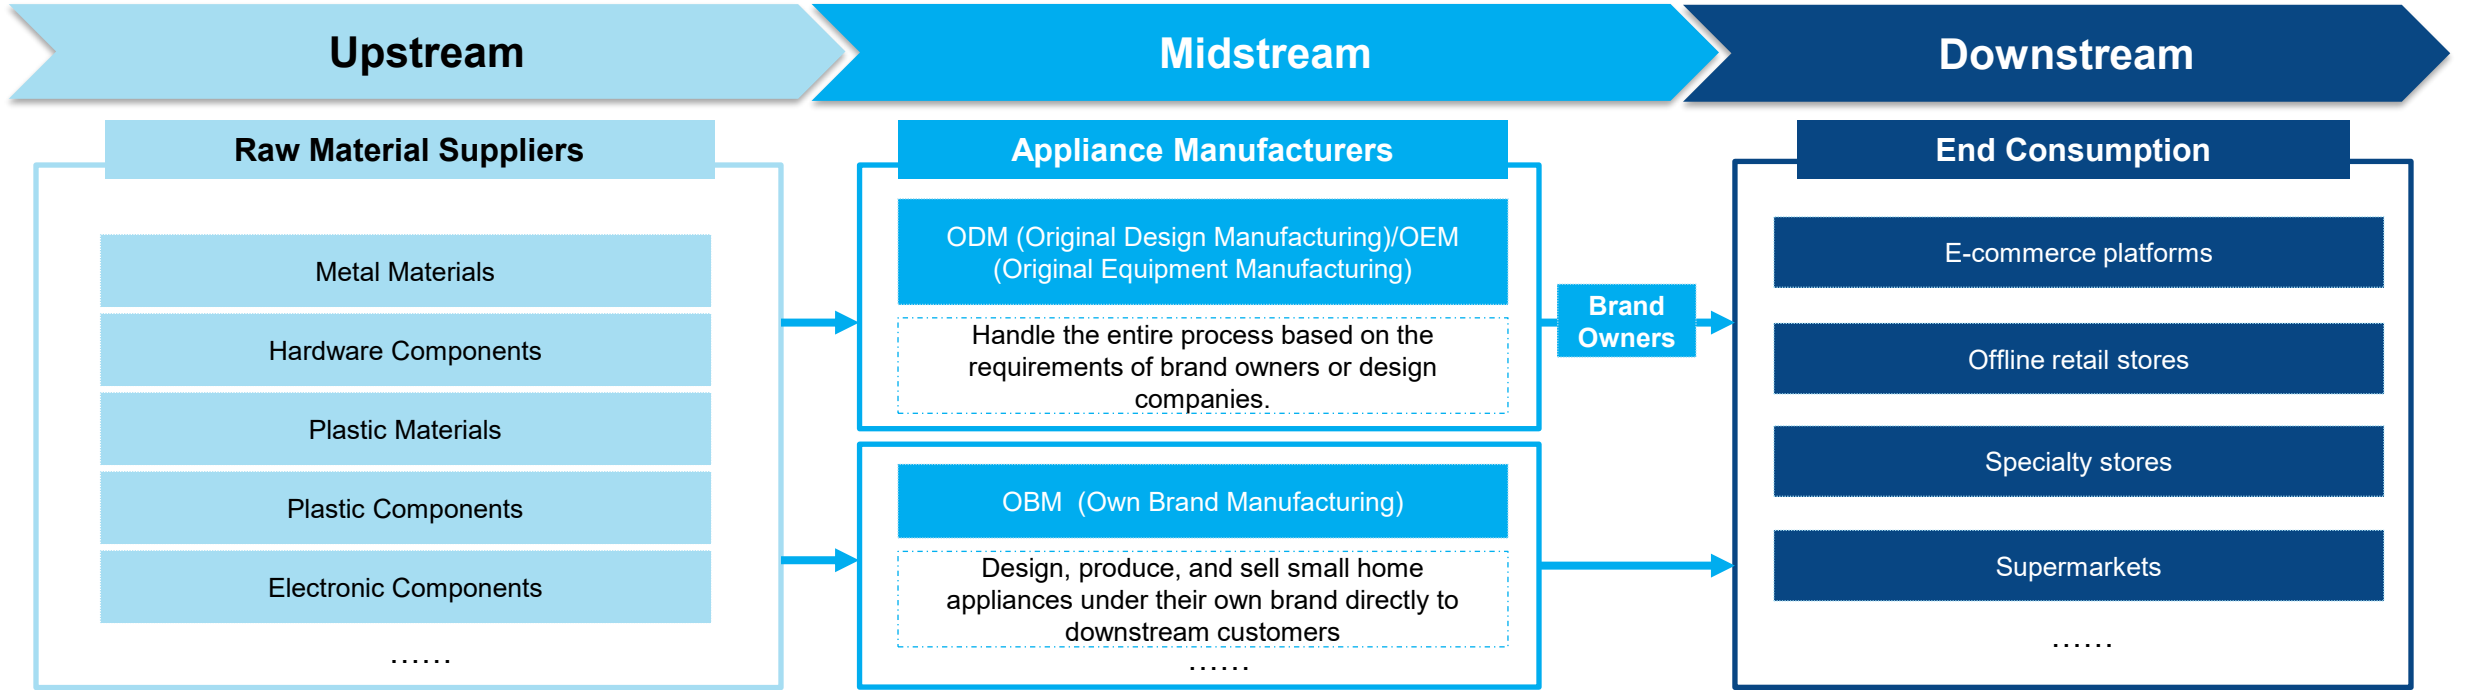 Upstream
Midstream
Downstream
Raw Material Suppliers
Metal Materials
Hardware Components
Plastic Materials
Plastic Components
Electronic Components
......
Appliance Manufacturers
ODM (Original Design Manufacturing)/OEM
(Original Equipment Manufacturing)
Handle the entire process based on the
requirements of brand owners or design
companies.
OBM  (Own Brand Manufacturing)
Design, produce, and sell small home
appliances under their own brand directly to
downstream customers
......
Brand
Owners
End Consumption
E-commerce platforms
Offline retail stores
Specialty stores
Supermarkets
......